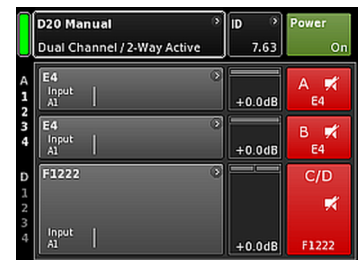 D20 Manual
Dual Channel / 2-Way Active
ID
7.63
Power
On
A
1
2
3
4
E4
Input
A1
+0.0dB
A
E4
E4
Input
A1
+0.0dB
B
E4
D
1
2
3
4
F1222
Input
A1
+0.0dB
C/D
F1222